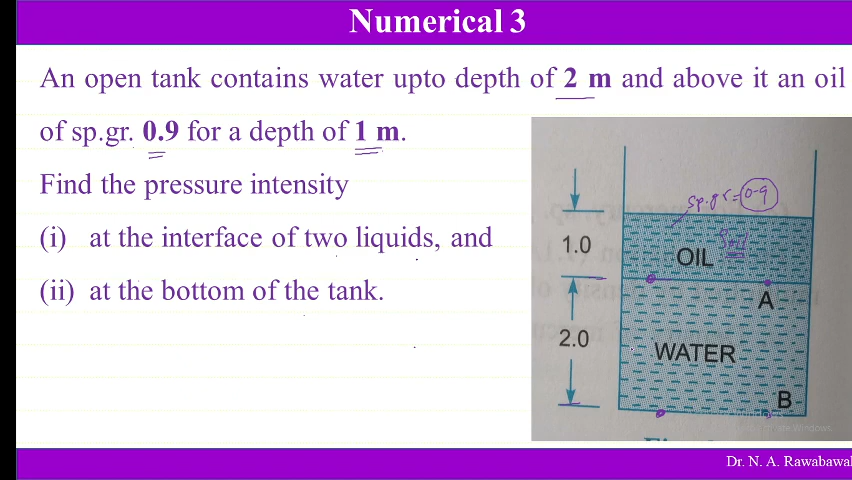 Numerical 3
An open tank contains water upto depth of 2 m and above it an oil
of sp.gr. 0.9 for a depth of 1 m.
Find the pressure intensity
(i) at the interface of two liquids, and
(ii) at the bottom of the tank.
sp.gr=0.9
1.0
OIL
A
2.0
WATER
B
Dr. N. A. Rawabawal